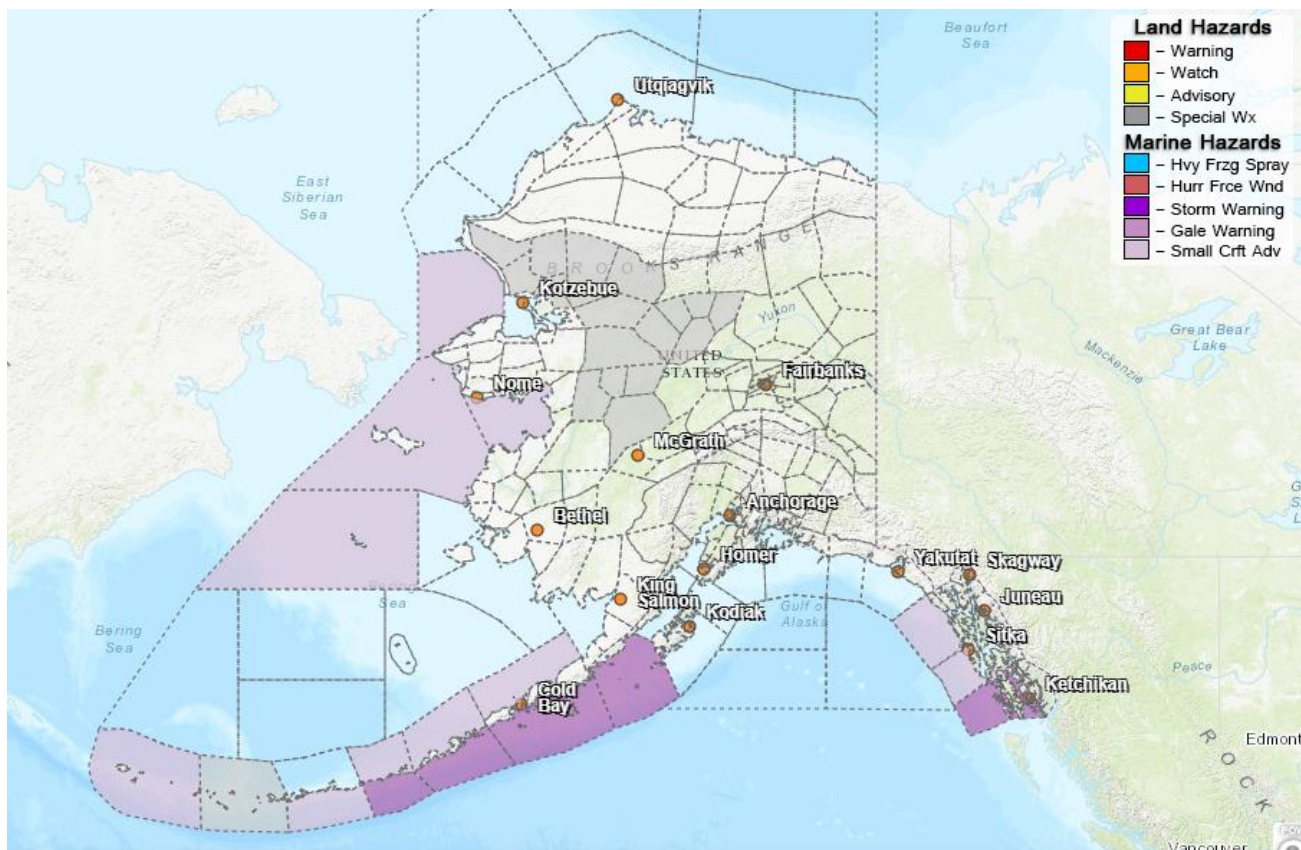 Land Hazards
– Warning
– Watch
– Advisory
– Special Wx
Marine Hazards
– Hvy Frzg Spray
– Hurr Frce Wnd
– Storm Warning
– Gale Warning
– Small Crft Adv
Beaufort
Sea
Utqiagvik
East
Siberian
Sea
BROOKS RANGE
Kotzebue
Yukon
Great Bear
Lake
Mackenzie
UNITED
STATES
Fairbanks
Nome
McGrath
Anchorage
Bethel
Homer
Yakutat
Skagway
King
Salmon
Juneau
Sea
Kodiak
Gulf of
Alaska
Bering
Sea
Sitka
Peace
Ketchikan
Cold
Bay
ROCK
Edmont
Vancouver